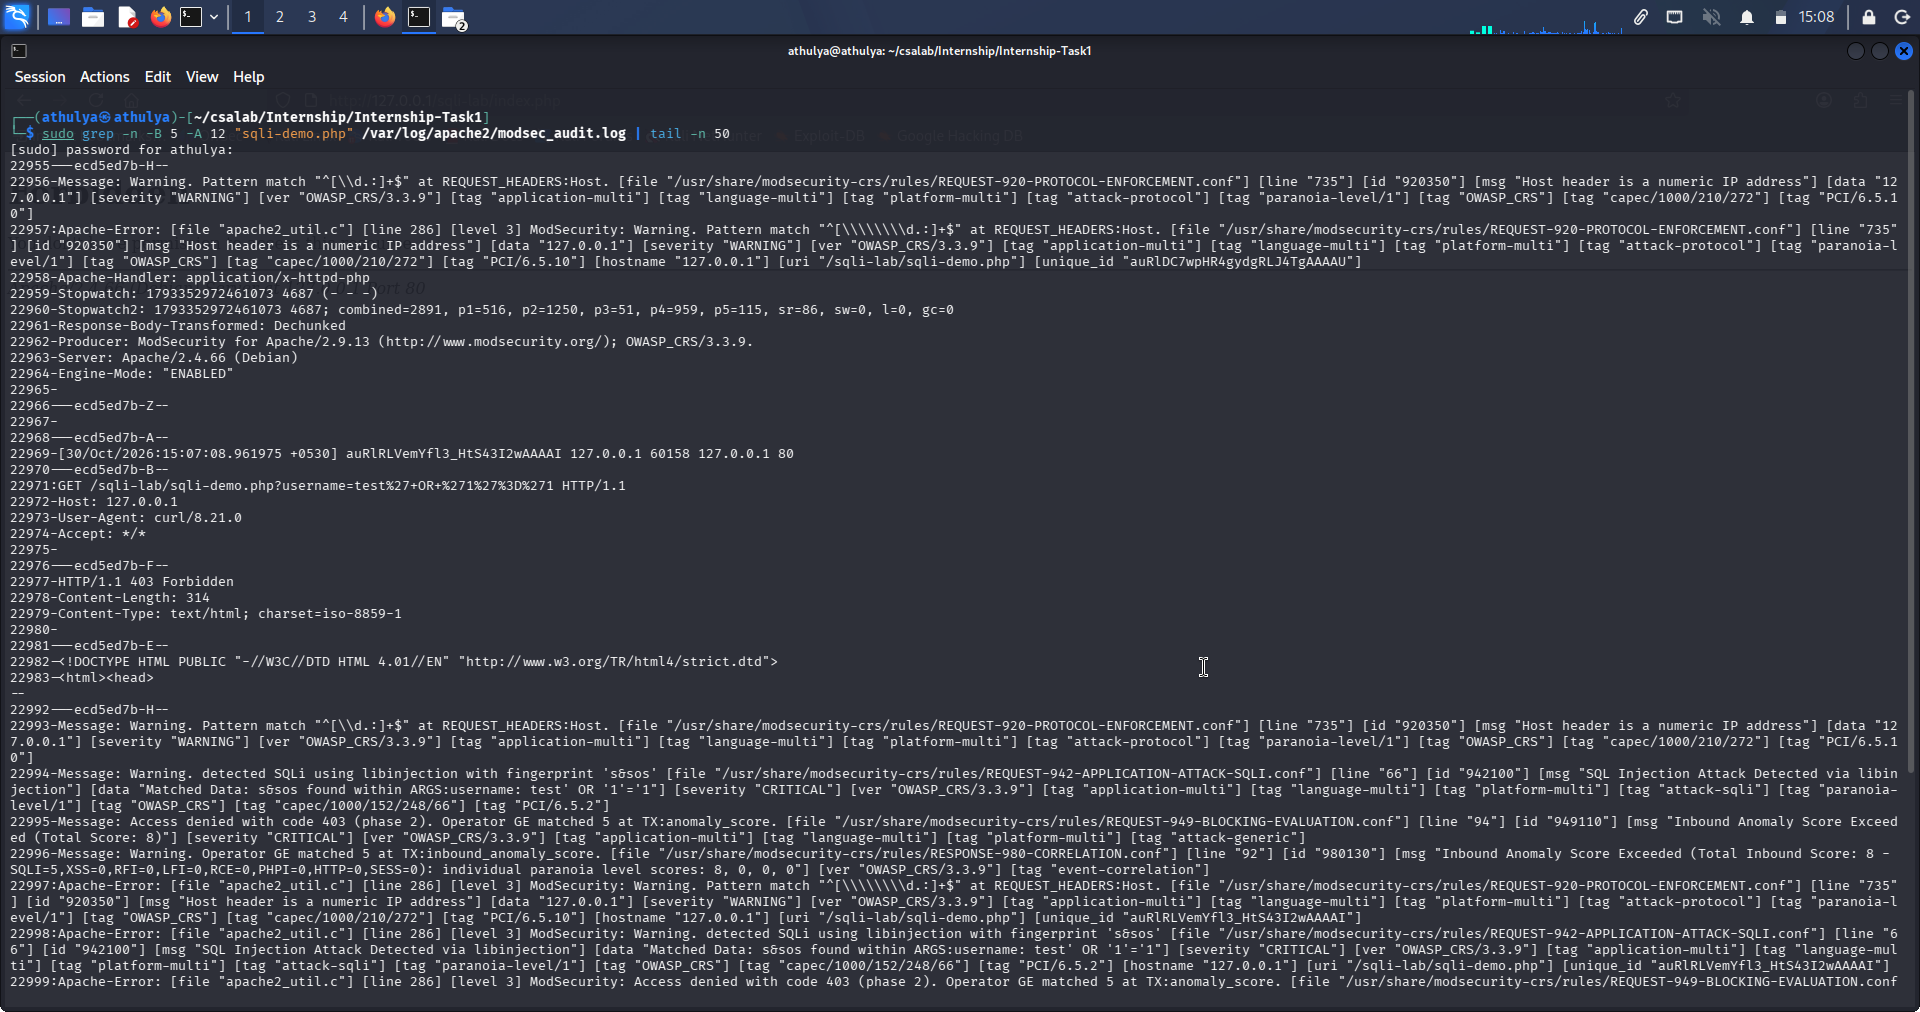 1 2 3 4
2
15:08
athulya@athulya: ~/csalab/Internship/Internship-Task1
Session Actions Edit View Help
┌──(athulya㉿athulya)-[~/csalab/Internship/Internship-Task1]
└─$ sudo grep -n -B 5 -A 12 "sqli-demo.php" /var/log/apache2/modsec_audit.log | tail -n 50
[sudo] password for athulya:
22955---ecd5ed7b-H--
22956-Message: Warning. Pattern match "^[\\d.:]+$" at REQUEST_HEADERS:Host. [file "/usr/share/modsecurity-crs/rules/REQUEST-920-PROTOCOL-ENFORCEMENT.conf"] [line "735"] [id "920350"] [msg "Host header is a numeric IP address"] [data "12
7.0.0.1"] [severity "WARNING"] [ver "OWASP_CRS/3.3.9"] [tag "application-multi"] [tag "language-multi"] [tag "platform-multi"] [tag "attack-protocol"] [tag "paranoia-level/1"] [tag "OWASP_CRS"] [tag "capec/1000/210/272"] [tag "PCI/6.5.1
0"]
22957:Apache-Error: [file "apache2_util.c"] [line 286] [level 3] ModSecurity: Warning. Pattern match "^[\\\\\\\\d.:]+$" at REQUEST_HEADERS:Host. [file "/usr/share/modsecurity-crs/rules/REQUEST-920-PROTOCOL-ENFORCEMENT.conf"] [line "735"
] [id "920350"] [msg "Host header is a numeric IP address"] [data "127.0.0.1"] [severity "WARNING"] [ver "OWASP_CRS/3.3.9"] [tag "application-multi"] [tag "language-multi"] [tag "platform-multi"] [tag "attack-protocol"] [tag "paranoia-l
evel/1"] [tag "OWASP_CRS"] [tag "capec/1000/210/272"] [tag "PCI/6.5.10"] [hostname "127.0.0.1"] [uri "/sqli-lab/sqli-demo.php"] [unique_id "auRlDC7wpHR4gydgRLJ4TgAAAAU"]
22958-Apache-Handler: application/x-httpd-php
22959-Stopwatch: 1793352972461073 4687 (- - -)
22960-Stopwatch2: 1793352972461073 4687; combined=2891, p1=516, p2=1250, p3=51, p4=959, p5=115, sr=86, sw=0, l=0, gc=0
22961-Response-Body-Transformed: Dechunked
22962-Producer: ModSecurity for Apache/2.9.13 (http://www.modsecurity.org/); OWASP_CRS/3.3.9.
22963-Server: Apache/2.4.66 (Debian)
22964-Engine-Mode: "ENABLED"
22965-
22966---ecd5ed7b-Z--
22967-
22968---ecd5ed7b-A--
22969-[30/Oct/2026:15:07:08.961975 +0530] auRlRLVemYfl3_HtS43I2wAAAAI 127.0.0.1 60158 127.0.0.1 80
22970---ecd5ed7b-B--
22971:GET /sqli-lab/sqli-demo.php?username=test%27+OR+%271%27%3D%271 HTTP/1.1
22972-Host: 127.0.0.1
22973-User-Agent: curl/8.21.0
22974-Accept: */*
22975-
22976---ecd5ed7b-F--
22977-HTTP/1.1 403 Forbidden
22978-Content-Length: 314
22979-Content-Type: text/html; charset=iso-8859-1
22980-
22981---ecd5ed7b-E--
22982-<!DOCTYPE HTML PUBLIC "-//W3C//DTD HTML 4.01//EN" "http://www.w3.org/TR/html4/strict.dtd">
22983-<html><head>
--
22992---ecd5ed7b-H--
22993-Message: Warning. Pattern match "^[\\d.:]+$" at REQUEST_HEADERS:Host. [file "/usr/share/modsecurity-crs/rules/REQUEST-920-PROTOCOL-ENFORCEMENT.conf"] [line "735"] [id "920350"] [msg "Host header is a numeric IP address"] [data "12
7.0.0.1"] [severity "WARNING"] [ver "OWASP_CRS/3.3.9"] [tag "application-multi"] [tag "language-multi"] [tag "platform-multi"] [tag "attack-protocol"] [tag "paranoia-level/1"] [tag "OWASP_CRS"] [tag "capec/1000/210/272"] [tag "PCI/6.5.1
0"]
22994-Message: Warning. detected SQLi using libinjection with fingerprint 's&sos' [file "/usr/share/modsecurity-crs/rules/REQUEST-942-APPLICATION-ATTACK-SQLI.conf"] [line "66"] [id "942100"] [msg "SQL Injection Attack Detected via libin
jection"] [data "Matched Data: s&sos found within ARGS:username: test' OR '1'='1"] [severity "CRITICAL"] [ver "OWASP_CRS/3.3.9"] [tag "application-multi"] [tag "language-multi"] [tag "platform-multi"] [tag "attack-sqli"] [tag "paranoia-
level/1"] [tag "OWASP_CRS"] [tag "capec/1000/152/248/66"] [tag "PCI/6.5.2"]
22995-Message: Access denied with code 403 (phase 2). Operator GE matched 5 at TX:anomaly_score. [file "/usr/share/modsecurity-crs/rules/REQUEST-949-BLOCKING-EVALUATION.conf"] [line "94"] [id "949110"] [msg "Inbound Anomaly Score Exceed
ed (Total Score: 8)"] [severity "CRITICAL"] [ver "OWASP_CRS/3.3.9"] [tag "application-multi"] [tag "language-multi"] [tag "platform-multi"] [tag "attack-generic"]
22996-Message: Warning. Operator GE matched 5 at TX:inbound_anomaly_score. [file "/usr/share/modsecurity-crs/rules/RESPONSE-980-CORRELATION.conf"] [line "92"] [id "980130"] [msg "Inbound Anomaly Score Exceeded (Total Inbound Score: 8 -
SQLI=5,XSS=0,RFI=0,LFI=0,RCE=0,PHPI=0,HTTP=0,SESS=0): individual paranoia level scores: 8, 0, 0, 0"] [ver "OWASP_CRS/3.3.9"] [tag "event-correlation"]
22997:Apache-Error: [file "apache2_util.c"] [line 286] [level 3] ModSecurity: Warning. Pattern match "^[\\\\\\\\d.:]+$" at REQUEST_HEADERS:Host. [file "/usr/share/modsecurity-crs/rules/REQUEST-920-PROTOCOL-ENFORCEMENT.conf"] [line "735"
] [id "920350"] [msg "Host header is a numeric IP address"] [data "127.0.0.1"] [severity "WARNING"] [ver "OWASP_CRS/3.3.9"] [tag "application-multi"] [tag "language-multi"] [tag "platform-multi"] [tag "attack-protocol"] [tag "paranoia-l
evel/1"] [tag "OWASP_CRS"] [tag "capec/1000/210/272"] [tag "PCI/6.5.10"] [hostname "127.0.0.1"] [uri "/sqli-lab/sqli-demo.php"] [unique_id "auRlRLVemYfl3_HtS43I2wAAAAI"]
22998:Apache-Error: [file "apache2_util.c"] [line 286] [level 3] ModSecurity: Warning. detected SQLi using libinjection with fingerprint 's&sos' [file "/usr/share/modsecurity-crs/rules/REQUEST-942-APPLICATION-ATTACK-SQLI.conf"] [line "6
6"] [id "942100"] [msg "SQL Injection Attack Detected via libinjection"] [data "Matched Data: s&sos found within ARGS:username: test' OR '1'='1"] [severity "CRITICAL"] [ver "OWASP_CRS/3.3.9"] [tag "application-multi"] [tag "language-mul
ti"] [tag "platform-multi"] [tag "attack-sqli"] [tag "paranoia-level/1"] [tag "OWASP_CRS"] [tag "capec/1000/152/248/66"] [tag "PCI/6.5.2"] [hostname "127.0.0.1"] [uri "/sqli-lab/sqli-demo.php"] [unique_id "auRlRLVemYfl3_HtS43I2wAAAAI"]
22999:Apache-Error: [file "apache2_util.c"] [line 286] [level 3] ModSecurity: Access denied with code 403 (phase 2). Operator GE matched 5 at TX:anomaly_score. [file "/usr/share/modsecurity-crs/rules/REQUEST-949-BLOCKING-EVALUATION.conf